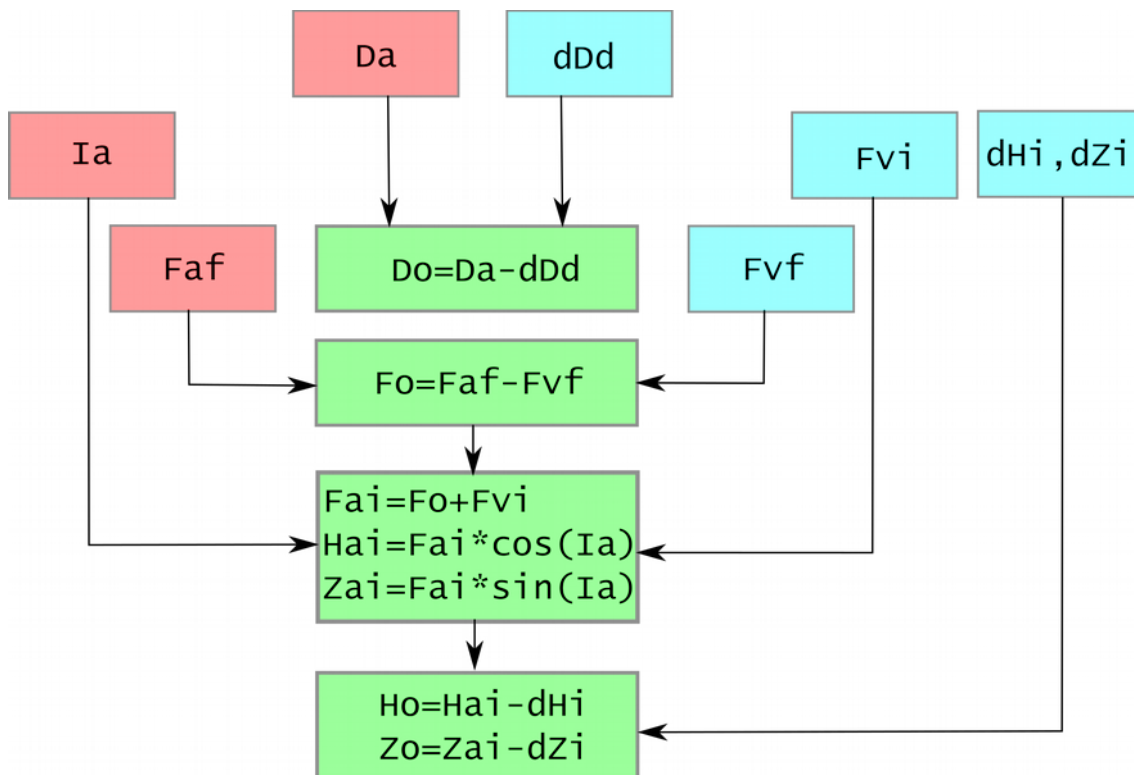 Da
dDd
Ia
Fvi
dHi,dZi
Faf
Do=Da-dDd
Fvf
Fo=Faf-Fvf
Fai=Fo+Fvi
Hai=Fai*cos(Ia)
Zai=Fai*sin(Ia)
Ho=Hai-dHi
Zo=Zai-dZi